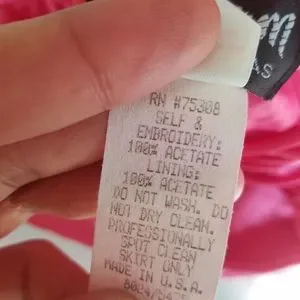 RN #75308
SELF &
EMBROIDERY:
100% ACETATE
LINING:
100% ACETATE
DO NOT WASH. DO
NOT DRY CLEAN.
PROFESSIONALLY
SPOT CLEAN
SKIRT ONLY
MADE IN U.S.A.